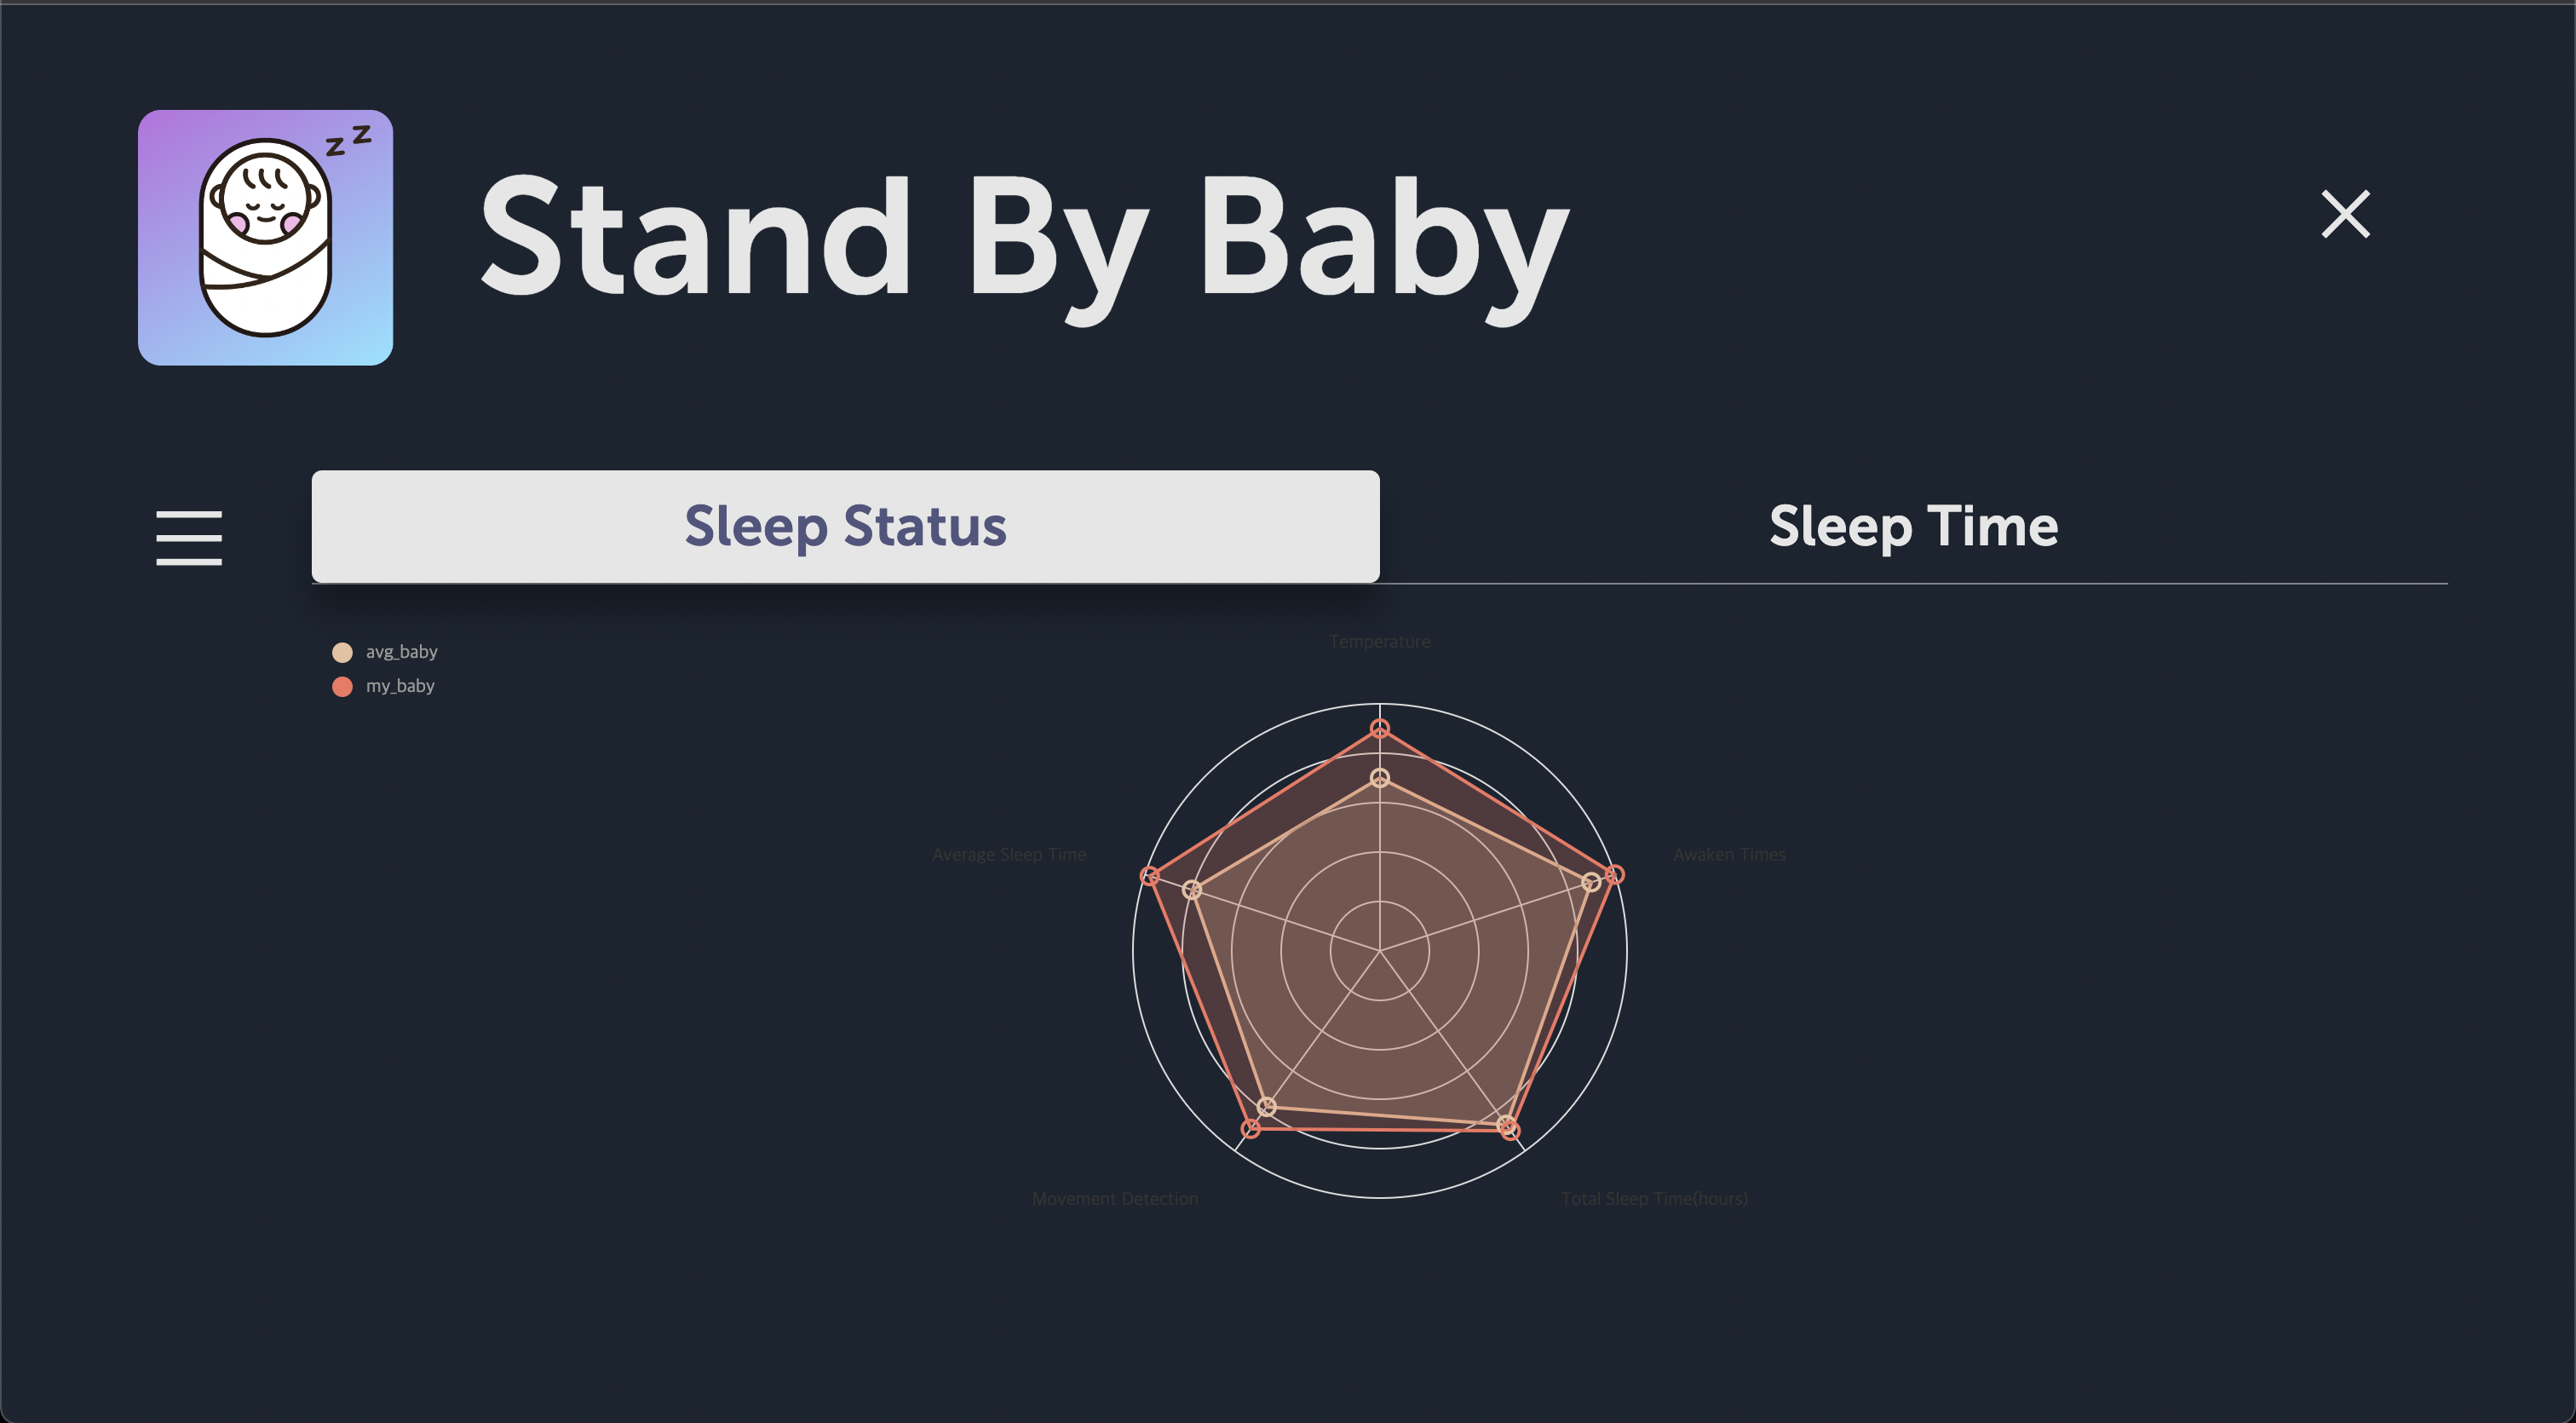 z z
Stand By Baby
Sleep Status
Sleep Time
avg_baby
my_baby
Temperature
Average Sleep Time
Awaken Times
Movement Detection
Total Sleep Time(hours)